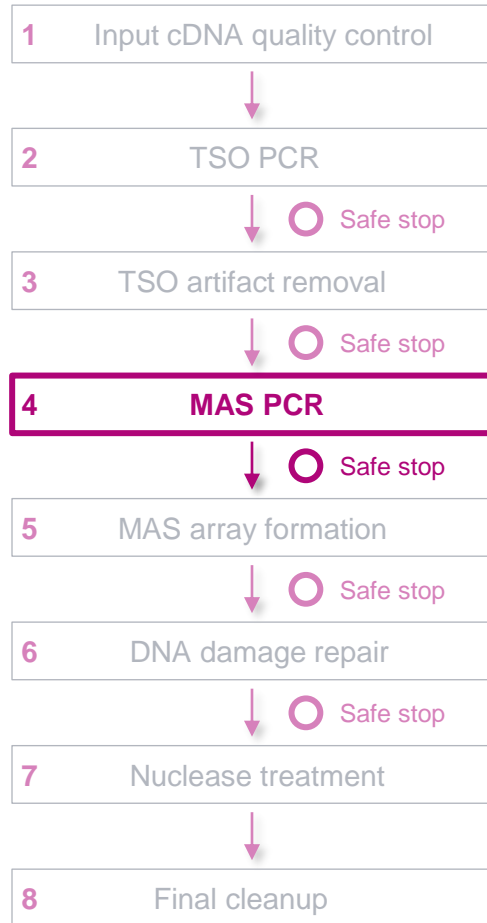 1 Input cDNA quality control
2 TSO PCR
Safe stop
3 TSO artifact removal
Safe stop
4 MAS PCR
Safe stop
5 MAS array formation
Safe stop
6 DNA damage repair
Safe stop
7 Nuclease treatment
8 Final cleanup